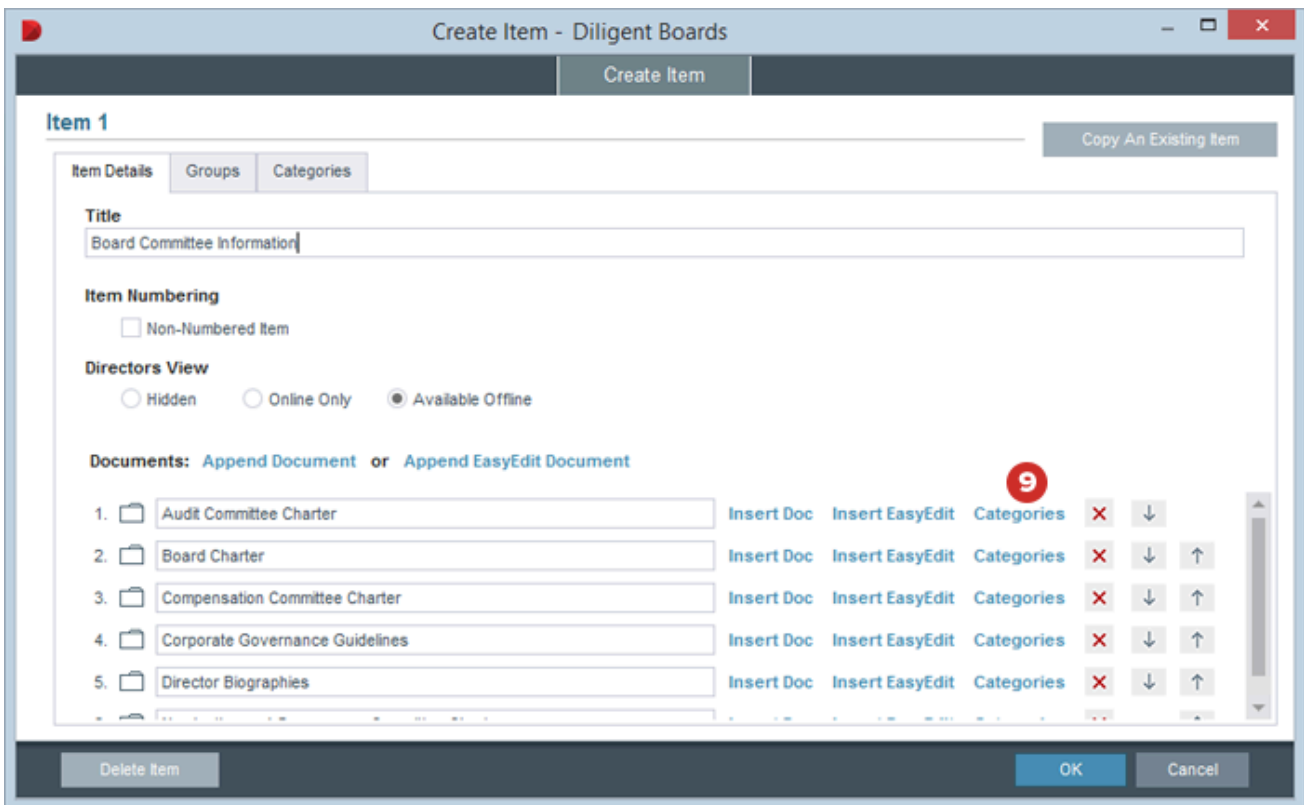 Create Item - Diligent Boards
Create Item
Item 1
Copy An Existing Item
Item Details Groups Categories
Title
Board Committee Information
Item Numbering
Non-Numbered Item
Directors View
Hidden Online Only Available Offline
Documents: Append Document or Append EasyEdit Document
9
1. Audit Committee Charter Insert Doc Insert EasyEdit Categories
2. Board Charter Insert Doc Insert EasyEdit Categories
3. Compensation Committee Charter Insert Doc Insert EasyEdit Categories
4. Corporate Governance Guidelines Insert Doc Insert EasyEdit Categories
5. Director Biographies Insert Doc Insert EasyEdit Categories
Delete Item OK Cancel